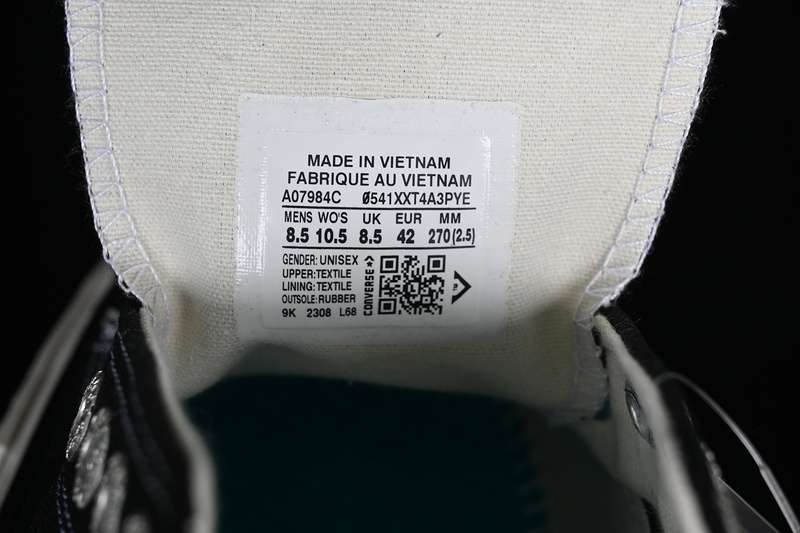 MADE IN VIETNAM
FABRIQUE AU VIETNAM
A07984C Ø541XXT4A3PYE
MENS WO'S UK EUR MM
8.5 10.5 8.5 42 270(2.5)
GENDER: UNISEX
UPPER: TEXTILE
LINING: TEXTILE
OUTSOLE: RUBBER
9K 2308 L68
CONVERSE